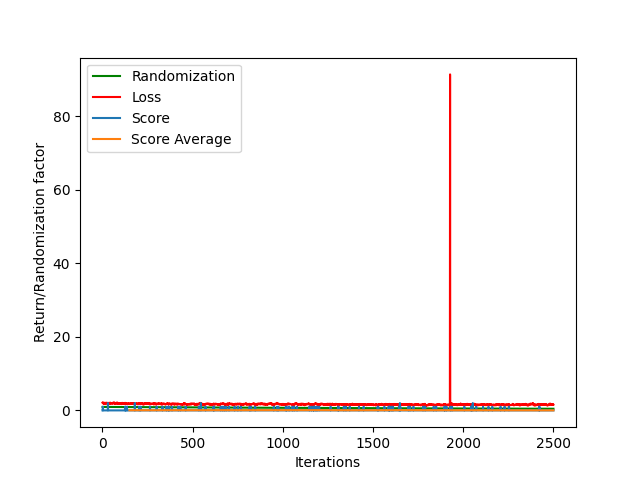 Randomization
Loss
Score
Score Average
Return/Randomization factor
80
60
40
20
0
0 500 1000 1500 2000 2500
Iterations